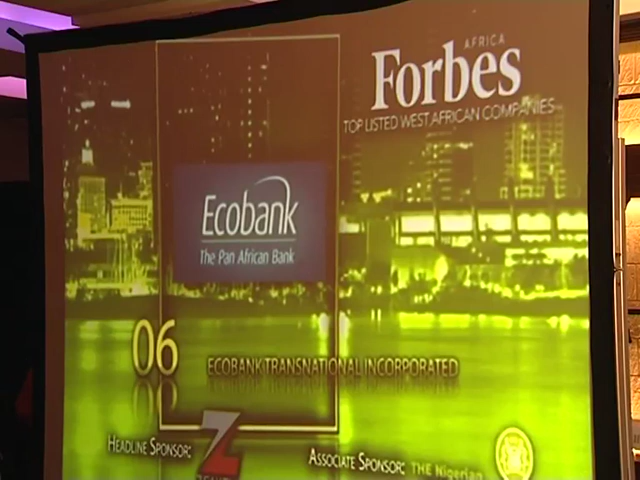 AFRICA
Forbes
TOP LISTED WEST AFRICAN COMPANIES
Ecobank
The Pan African Bank
06
ECOBANK TRANSNATIONAL INCORPORATED
HEADLINE SPONSOR:
Z
ASSOCIATE SPONSOR: THE Nigerian